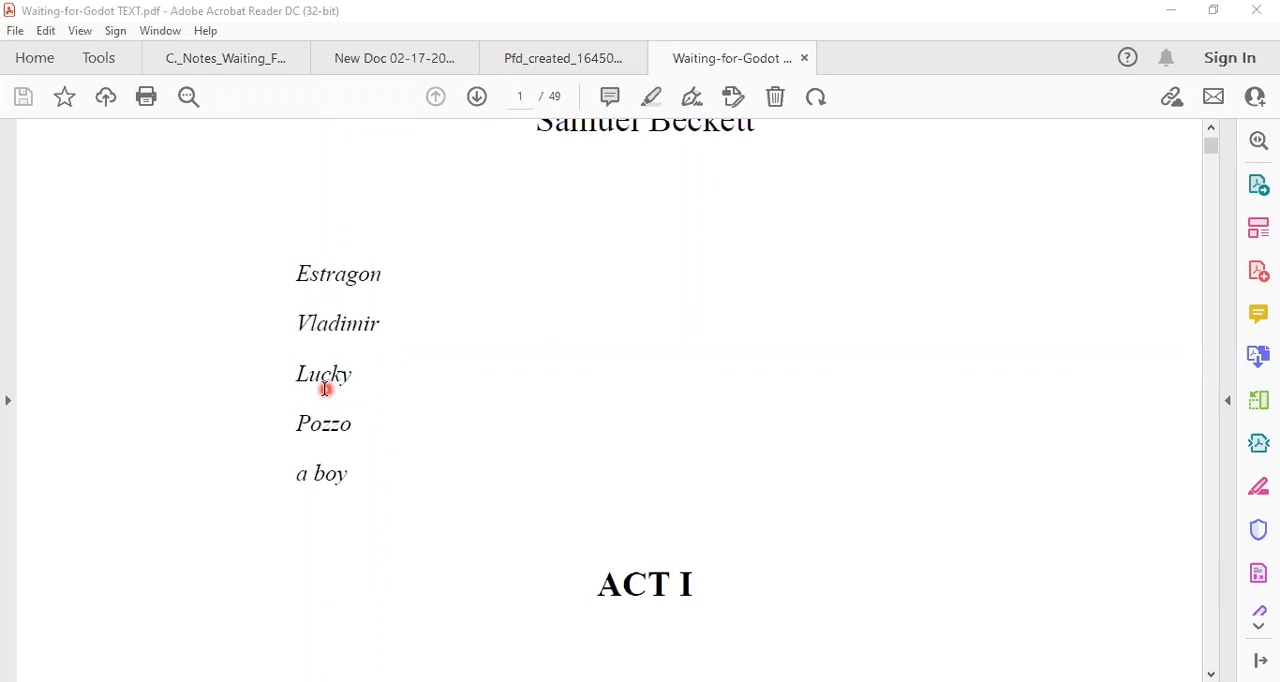 Waiting-for-Godot TEXT.pdf - Adobe Acrobat Reader DC (32-bit)
File Edit View Sign Window Help
Home Tools C._Notes_Waiting_F... New Doc 02-17-20... Pfd_created_16450... Waiting-for-Godot ... × Sign In
1 / 49
Samuel Beckett
Estragon
Vladimir
Lucky
Pozzo
a boy
ACT I